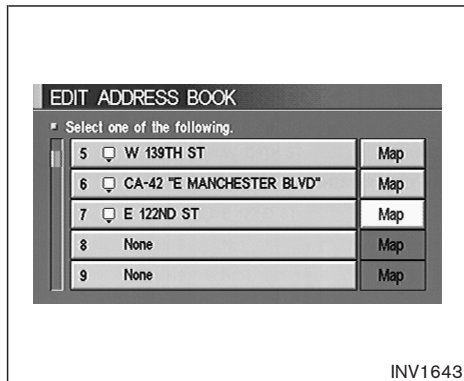 EDIT ADDRESS BOOK
Select one of the following.
5 W 139TH ST Map
6 CA-42 "E MANCHESTER BLVD" Map
7 E 122ND ST Map
8 None Map
9 None Map
INV1643